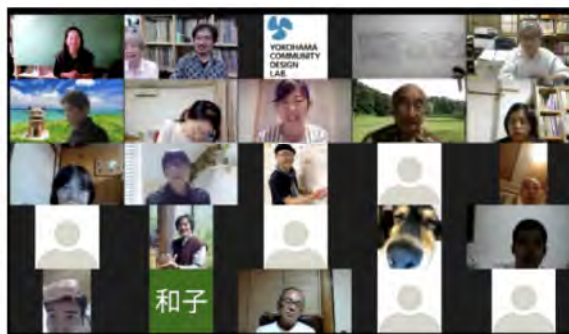 YOKOHAMA
COMMUNITY
DESIGN
LAB.
和子